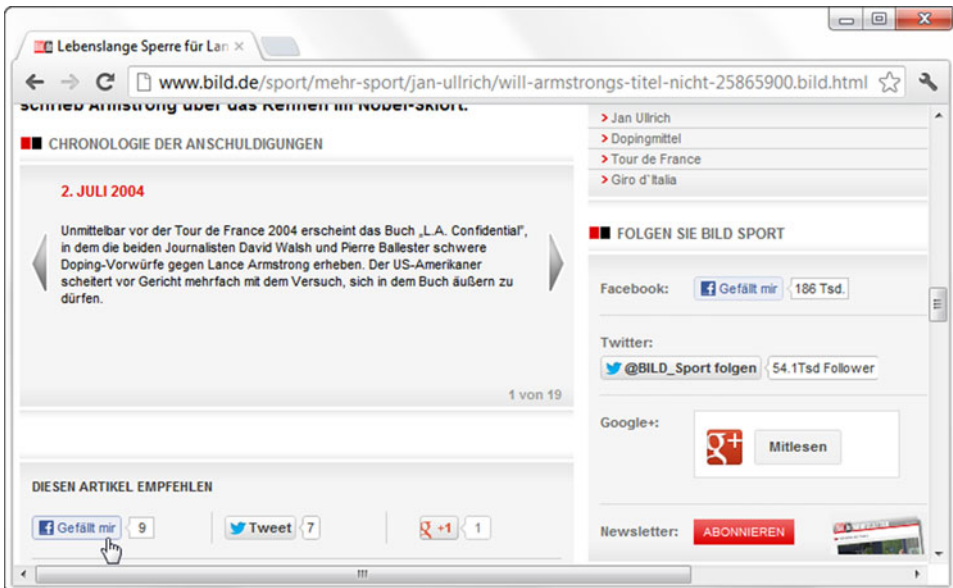 Lebenslange Sperre für Lan
www.bild.de/sport/mehr-sport/jan-ullrich/will-armstrongs-titel-nicht-25865900.bild.html
schrieb Armstrong über das Rennen im Nobel-Skiort.
CHRONOLOGIE DER ANSCHULDIGUNGEN
2. JULI 2004
Unmittelbar vor der Tour de France 2004 erscheint das Buch „L.A. Confidential“,
in dem die beiden Journalisten David Walsh und Pierre Ballester schwere
Doping-Vorwürfe gegen Lance Armstrong erheben. Der US-Amerikaner
scheitert vor Gericht mehrfach mit dem Versuch, sich in dem Buch äußern zu
dürfen.
1 von 19
DIESEN ARTIKEL EMPFEHLEN
Gefällt mir 9
Tweet 7
g +1 1
Jan Ullrich
Dopingmittel
Tour de France
Giro d`Italia
FOLGEN SIE BILD SPORT
Facebook: Gefällt mir 186 Tsd.
Twitter:
@BILD_Sport folgen 54.1Tsd Follower
Google+: g+ Mitlesen
Newsletter: ABONNIEREN